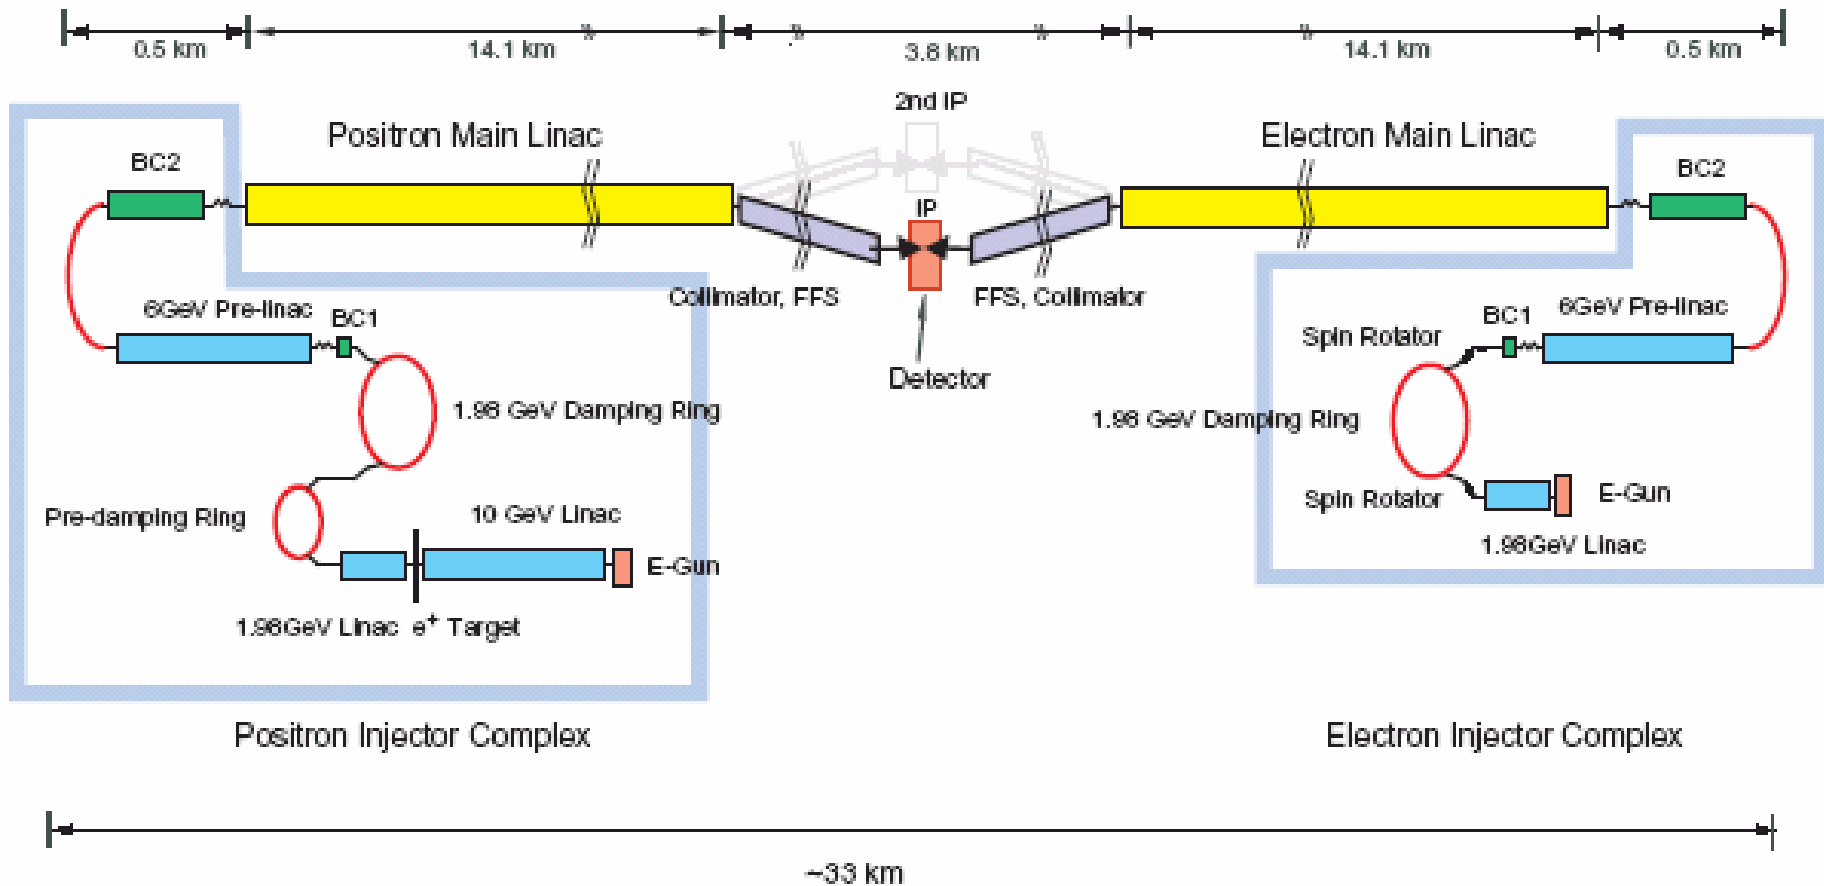 0.5 km
14.1 km
3.8 km
14.1 km
0.5 km
2nd IP
Positron Main Linac
Electron Main Linac
BC2
BC2
IP
Collimator, FFS
FFS, Collimator
6GeV Pre-linac
BC1
BC1
6GeV Pre-linac
Spin Rotator
Detector
1.98 GeV Damping Ring
1.98 GeV Damping Ring
Pre-damping Ring
10 GeV Linac
Spin Rotator
E-Gun
1.98GeV Linac
E-Gun
1.98GeV Linac e+ Target
Positron Injector Complex
Electron Injector Complex
~33 km